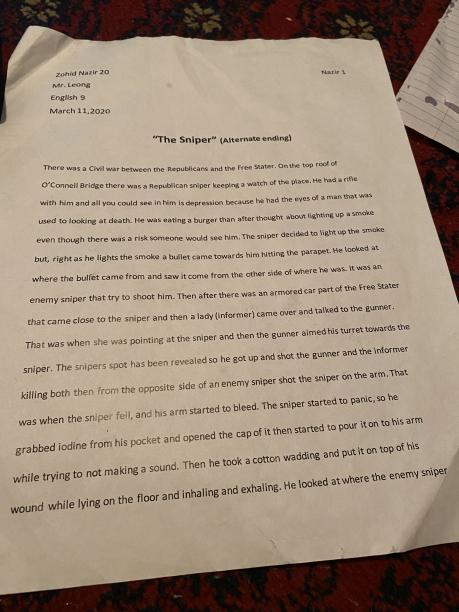 Zohid Nazir 20
Nazir 1
Mr. Leong
English 9
March 11,2020
"The Sniper" (Alternate ending)
There was a Civil war between the Republicans and the Free Stater. On the top roof of
O'Connell Bridge there was a Republican sniper keeping a watch of the place. He had a rifle
with him and all you could see in him is depression because he had the eyes of a man that was
used to looking at death. He was eating a burger than after thought about lighting up a smoke
even though there was a risk someone would see him. The sniper decided to light up the smoke
but, right as he lights the smoke a bullet came towards him hitting the parapet. He looked at
where the bullet came from and saw it come from the other side of where he was. It was an
enemy sniper that try to shoot him. Then after there was an armored car part of the Free Stater
that came close to the sniper and then a lady (informer) came over and talked to the gunner.
That was when she was pointing at the sniper and then the gunner aimed his turret towards the
sniper. The snipers spot has been revealed so he got up and shot the gunner and the informer
killing both then from the opposite side of an enemy sniper shot the sniper on the arm. That
was when the sniper fell, and his arm started to bleed. The sniper started to panic, so he
grabbed iodine from his pocket and opened the cap of it then started to pour it on to his arm
while trying to not making a sound. Then he took a cotton wadding and put it on top of his
wound while lying on the floor and inhaling and exhaling. He looked at where the enemy sniper